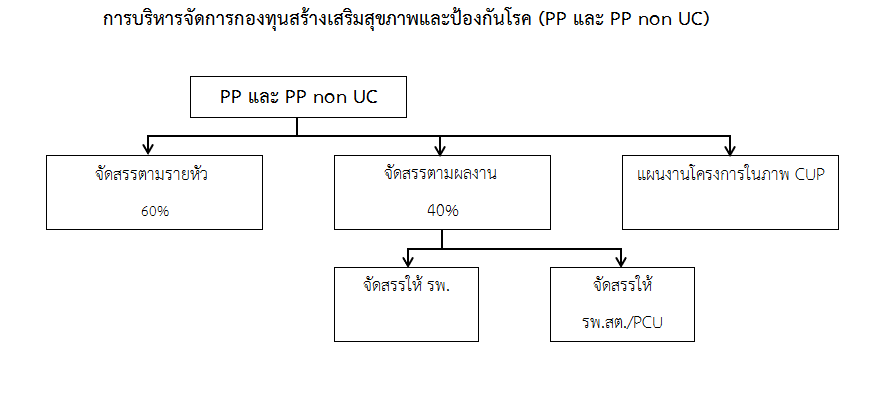 การบริหารจัดการกองทุนสร้างเสริมสุขภาพและป้องกันโรค (PP และ PP non UC)
PP และ PP non UC
จัดสรรตามรายหัว
60%
จัดสรรตามผลงาน
40%
แผนงานโครงการในภาพ CUP
จัดสรรให้ รพ.
จัดสรรให้
รพ.สต./PCU